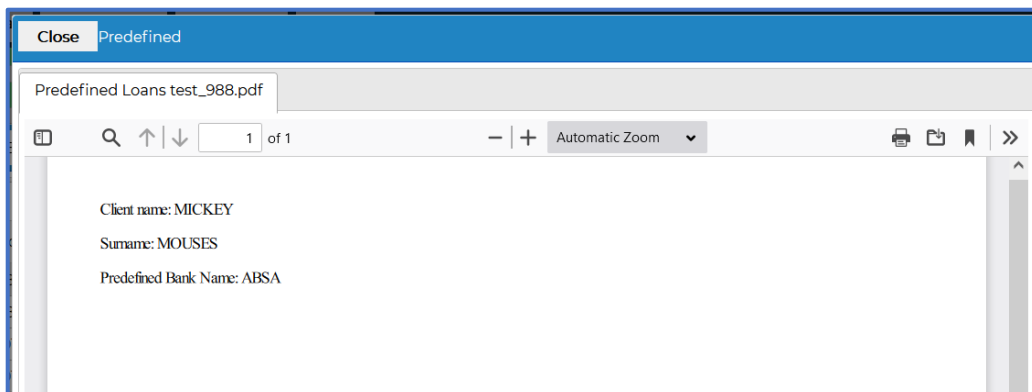 Close Predefined
Predefined Loans test_988.pdf
1 of 1 Automatic Zoom
Client name: MICKEY
Surname: MOUSES
Predefined Bank Name: ABSA